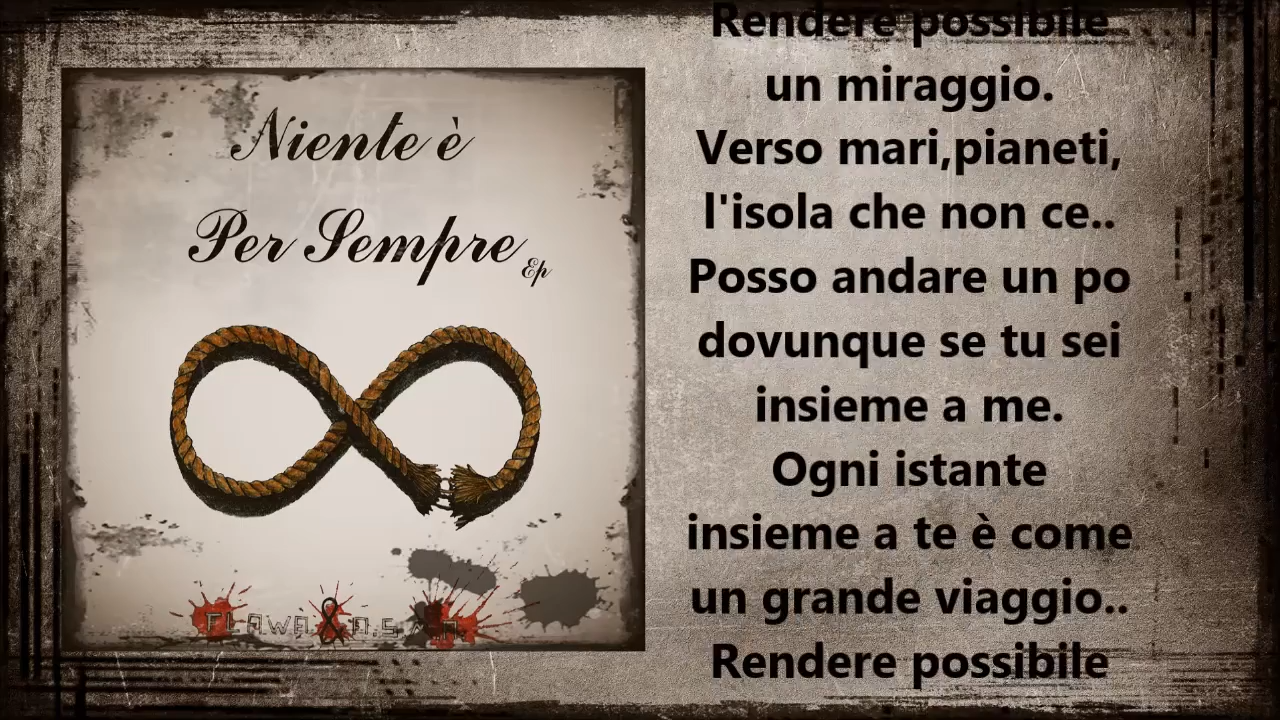 Niente è
Per Sempre
Ep
Rendere possibile
un miraggio.
Verso mari,pianeti,
l'isola che non ce..
Posso andare un po
dovunque se tu sei
insieme a me.
Ogni istante
insieme a te è come
un grande viaggio..
Rendere possibile